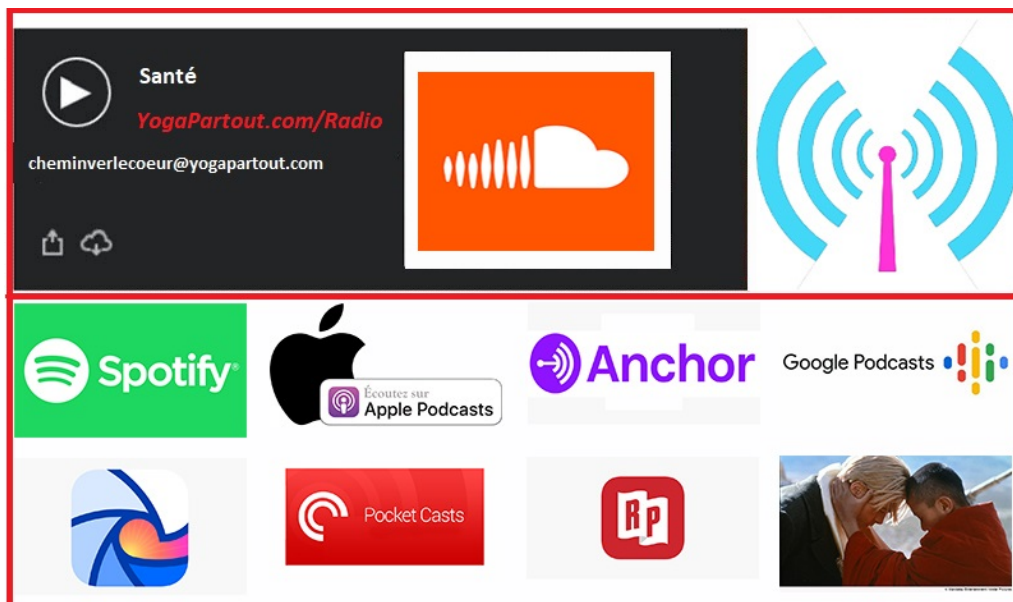 Santé
YogaPartout.com/Radio
cheminverlecoeur@yogapartout.com
Spotify®
Écoutez sur
Apple Podcasts
Anchor
Google Podcasts
Pocket Casts
RP